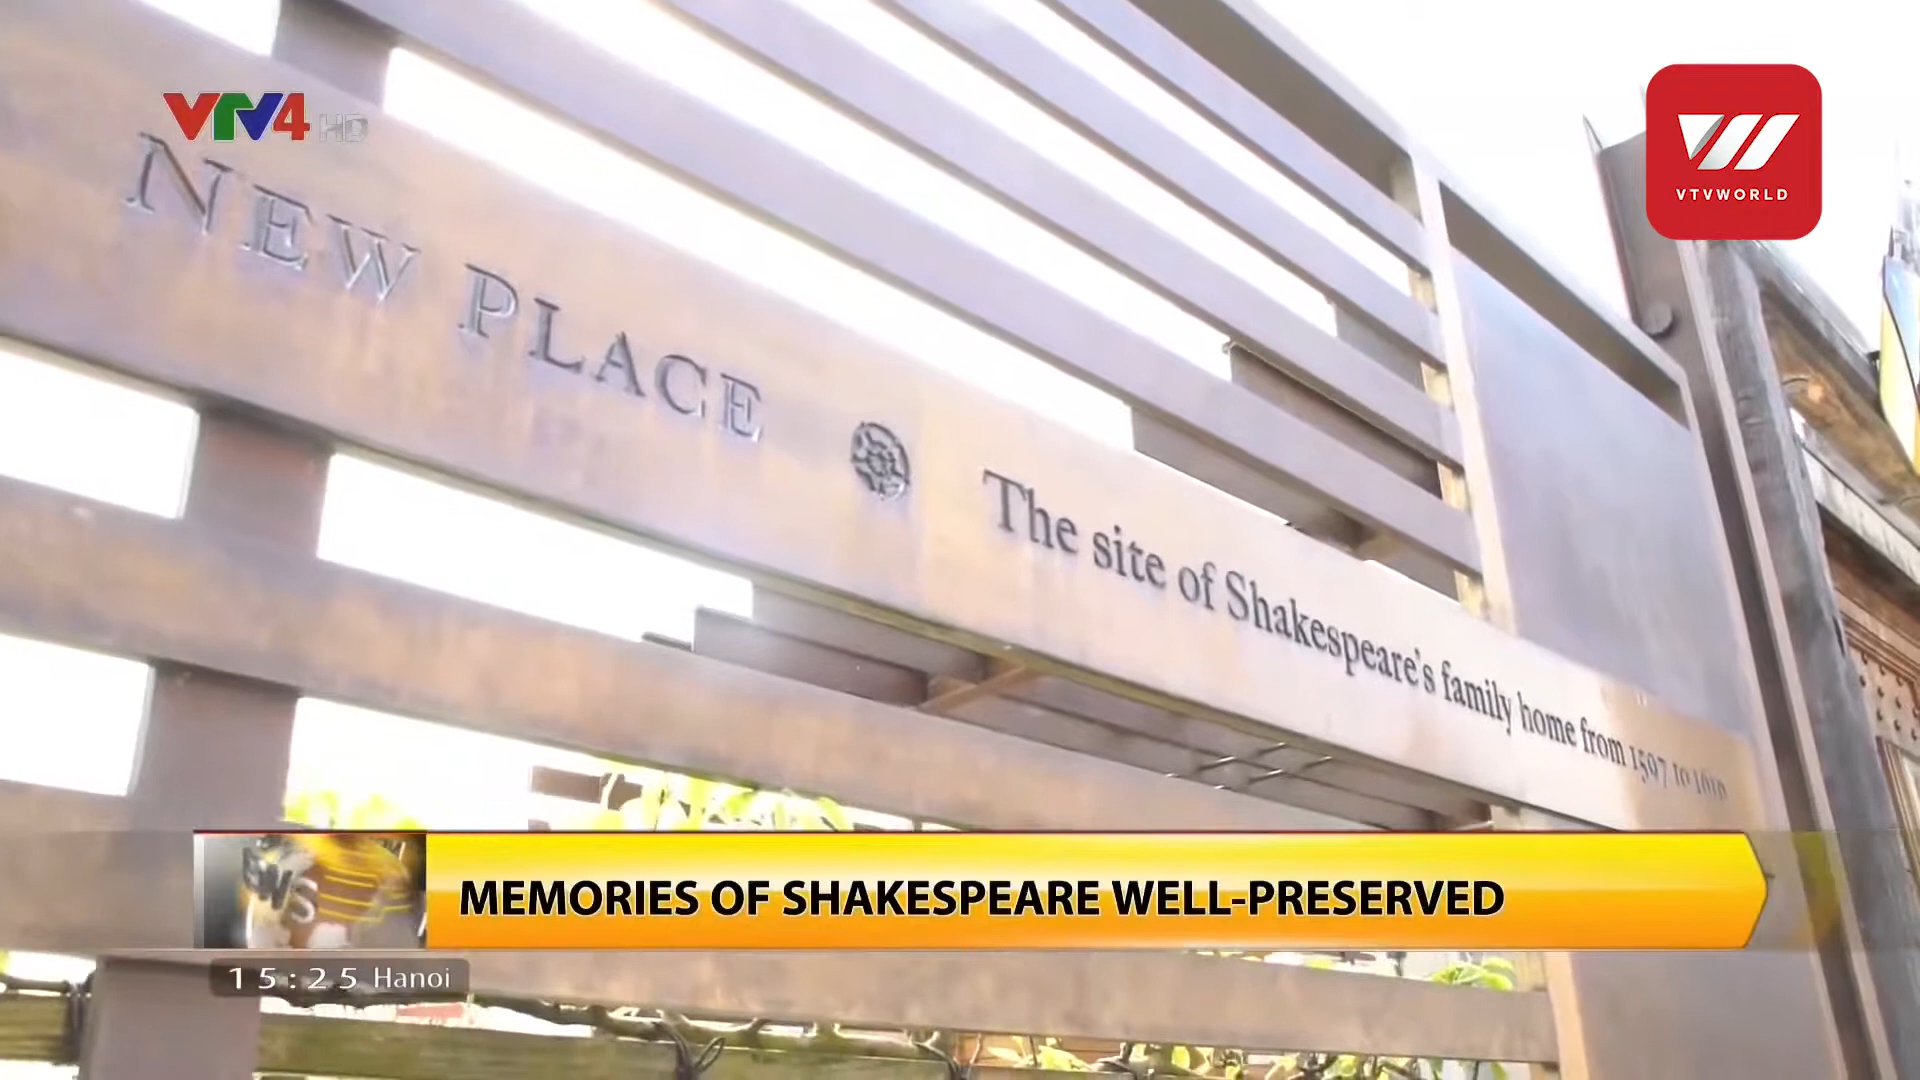 VTV4 HD
VTVWORLD
NEW PLACE
The site of Shakespeare's family home from 1597 to
MEMORIES OF SHAKESPEARE WELL-PRESERVED
15:25 Hanoi